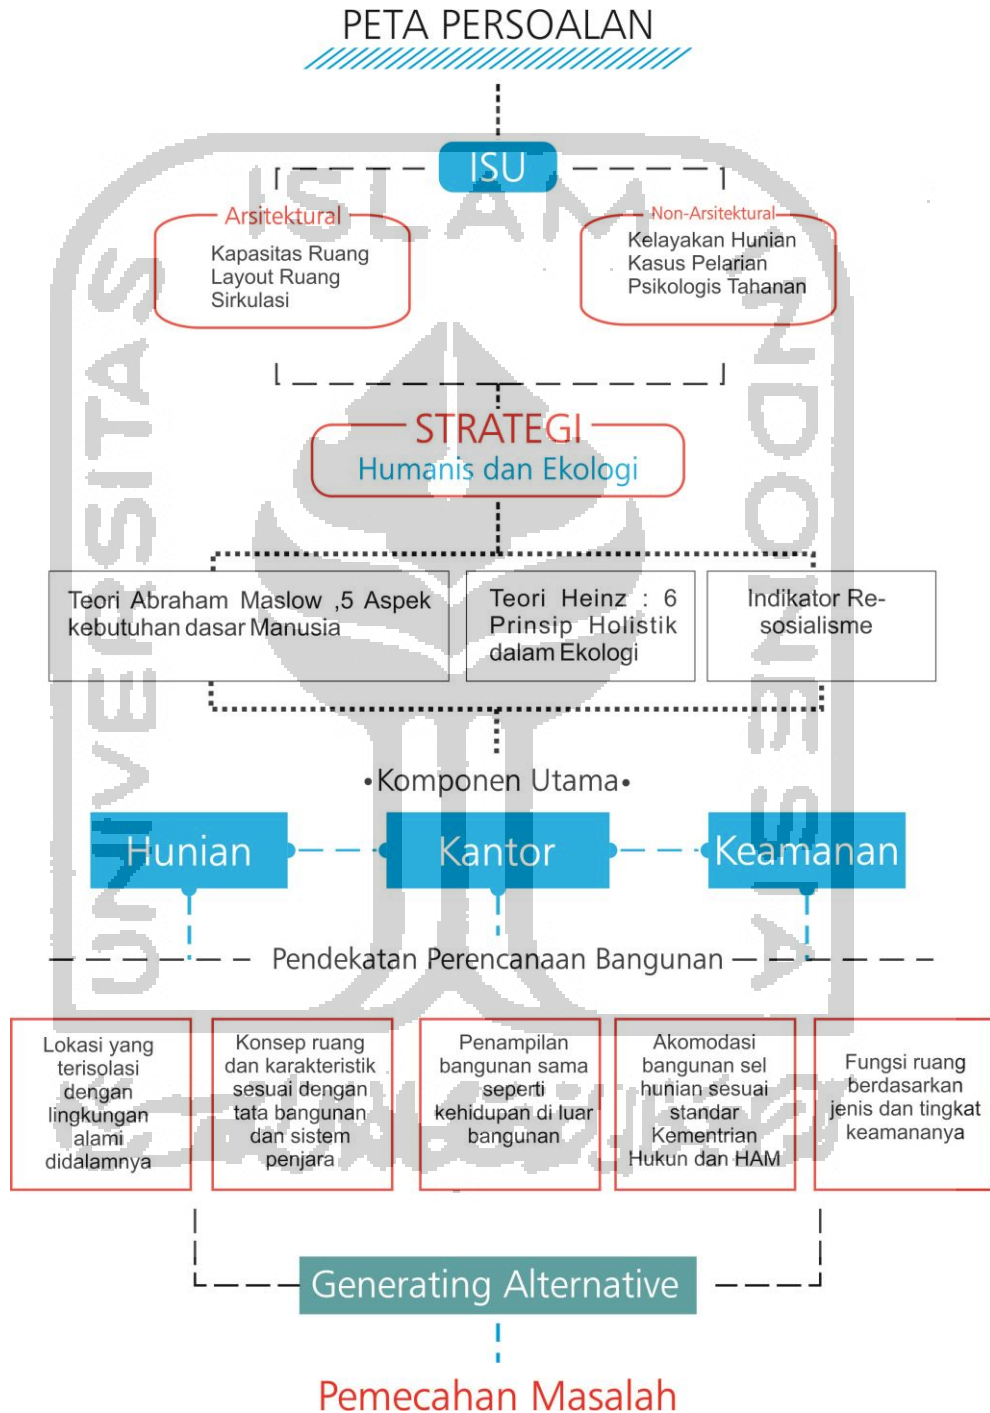 PETA PERSOALAN
ISU
Arsitektural
Kapasitas Ruang
Layout Ruang
Sirkulasi
Non-Arsitektural
Kelayakan Hunian
Kasus Pelarian
Psikologis Tahanan
STRATEGI
Humanis dan Ekologi
Teori Abraham Maslow ,5 Aspek
kebutuhan dasar Manusia
Teori Heinz : 6
Prinsip Holistik
dalam Ekologi
Indikator Re-
sosialisme
•Komponen Utama•
Hunian
Kantor
Keamanan
Pendekatan Perencanaan Bangunan
Lokasi yang
terisolasi
dengan
lingkungan
alami
didalamnya
Konsep ruang
dan karakteristik
sesuai dengan
tata bangunan
dan sistem
penjara
Penampilan
bangunan sama
seperti
kehidupan di luar
bangunan
Akomodasi
bangunan sel
hunian sesuai
standar
Kementrian
Hukun dan HAM
Fungsi ruang
berdasarkan
jenis dan tingkat
keamananya
Generating Alternative
Pemecahan Masalah
UNIVERSITAS
ISLAM
INDONESIA